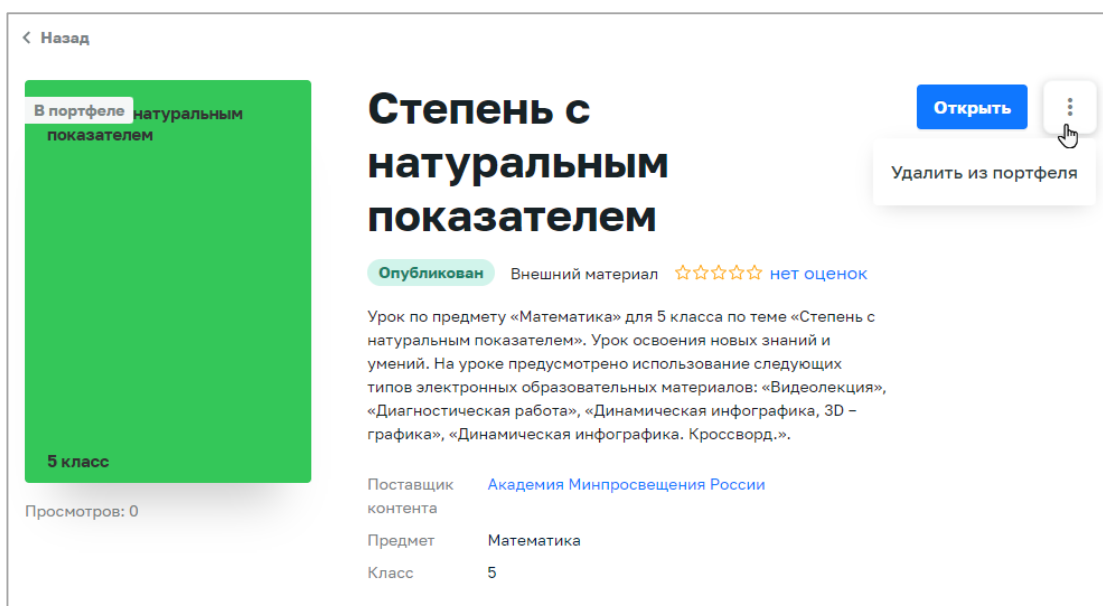 Назад
В портфеле натуральным
показателем
5 класс
Просмотров: 0
Степень с
натуральным
показателем
Открыть
Удалить из портфеля
Опубликован Внешний материал нет оценок
Урок по предмету «Математика» для 5 класса по теме «Степень с
натуральным показателем». Урок освоения новых знаний и
умений. На уроке предусмотрено использование следующих
типов электронных образовательных материалов: «Видеолекция»,
«Диагностическая работа», «Динамическая инфографика, 3D –
графика», «Динамическая инфографика. Кроссворд.».
Поставщик Академия Минпросвещения России
контента
Предмет Математика
Класс 5